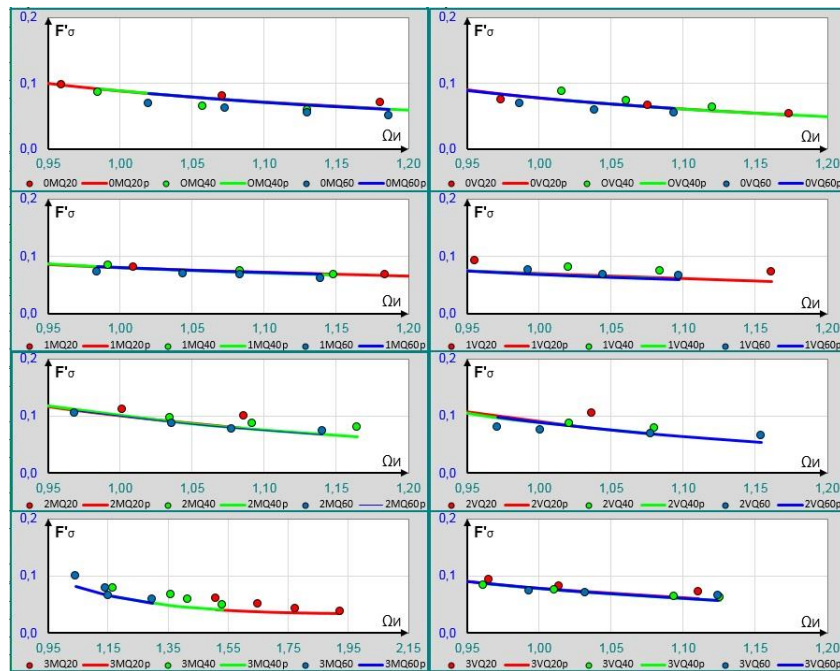 0,2 F'σ
0,1
0,0 Ωи
0,95 1,00 1,05 1,10 1,15 1,20
0MQ20 0MQ20p OMQ40 OMQ40p 0MQ60 0MQ60p
0,2 F'σ
0,1
0,0 Ωи
0,95 1,00 1,05 1,10 1,15 1,20
0VQ20 0VQ20p OVQ40 OVQ40p 0VQ60 0VQ60p
0,2 F'σ
0,1
0,0 Ωи
0,95 1,00 1,05 1,10 1,15 1,20
1MQ20 1MQ20p 1MQ40 1MQ40p 1MQ60 1MQ60p
0,2 F'σ
0,1
0,0 Ωи
0,95 1,00 1,05 1,10 1,15 1,20
1VQ20 1VQ20p 1VQ40 1VQ40p 1VQ60 1VQ60p
0,2 F'σ
0,1
0,0 Ωи
0,95 1,00 1,05 1,10 1,15 1,20
2MQ20 2MQ20p 2MQ40 2MQ40p 2MQ60 2MQ60p
0,2 F'σ
0,1
0,0 Ωи
0,95 1,00 1,05 1,10 1,15 1,20
2VQ20 2VQ20p 2VQ40 2VQ40p 2VQ60 2VQ60p
0,2 F'σ
0,1
0,0 Ωи
0,95 1,15 1,35 1,55 1,75 1,95 2,15
3MQ20 3MQ20p 3MQ40 3MQ40p 3MQ60 3MQ60p
0,2 F'σ
0,1
0,0 Ωи
0,95 1,00 1,05 1,10 1,15 1,20
3VQ20 3VQ20p 3VQ40 3VQ40p 3VQ60 3VQ60p